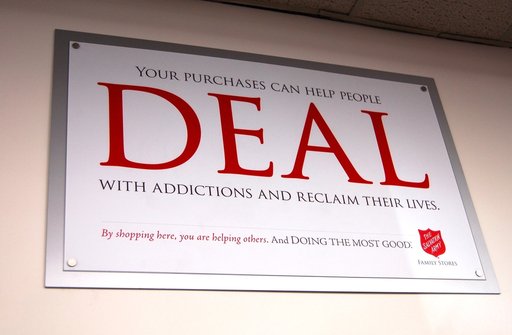 YOUR PURCHASES CAN HELP PEOPLE
DEAL
WITH ADDICTIONS AND RECLAIM THEIR LIVES.
By shopping here, you are helping others. And DOING THE MOST GOOD.
THE
SALVATION
ARMY
FAMILY STORES